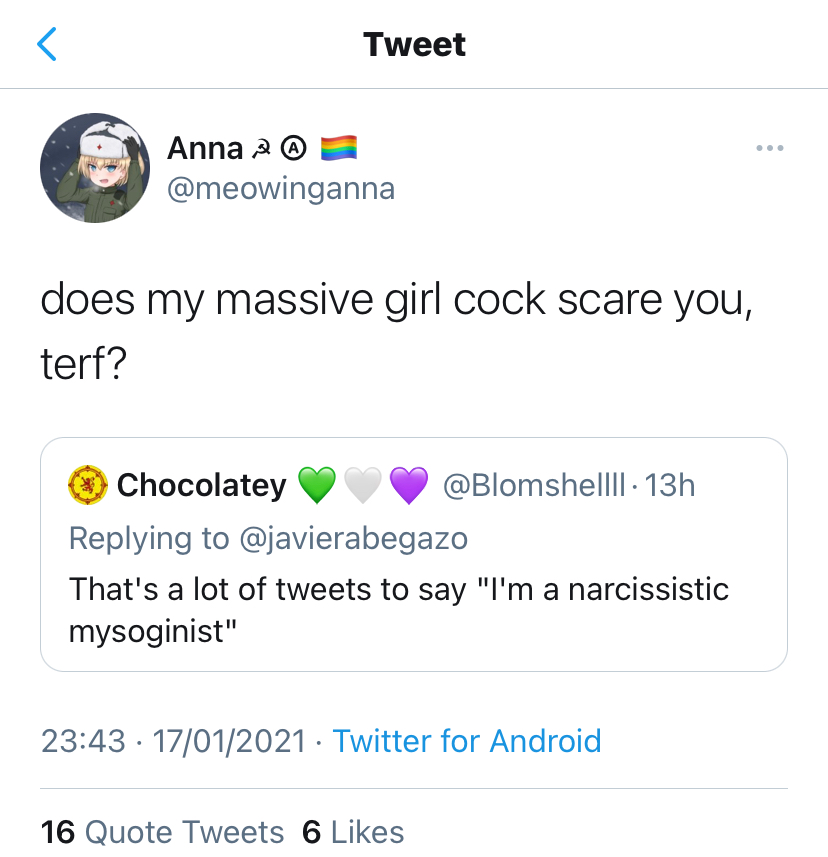 Tweet
Anna ☭ Ⓐ 🏳️‍🌈
@meowinganna
does my massive girl cock scare you,
terf?
Chocolatey 💚🤍💜 @Blomshellll · 13h
Replying to @javierabegazo
That's a lot of tweets to say "I'm a narcissistic
mysoginist"
23:43 · 17/01/2021 · Twitter for Android
16 Quote Tweets 6 Likes